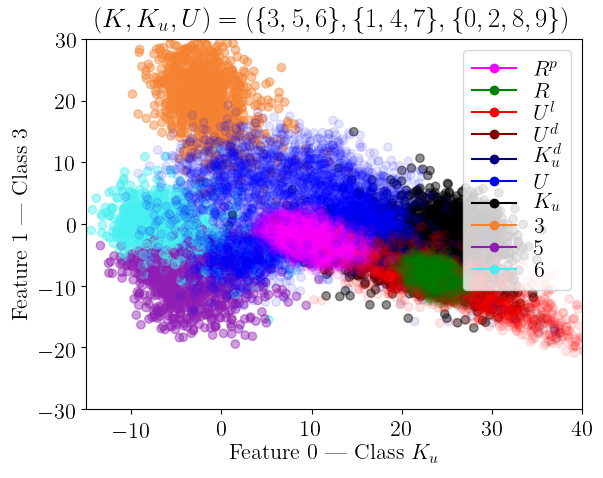 (K, K_u, U) = ({3, 5, 6}, {1, 4, 7}, {0, 2, 8, 9})
30
20
10
0
−10
−20
−30
Feature 1 — Class 3
R^p
R
U^l
U^d
K_u^d
U
K_u
3
5
6
−10 0 10 20 30 40
Feature 0 — Class K_u